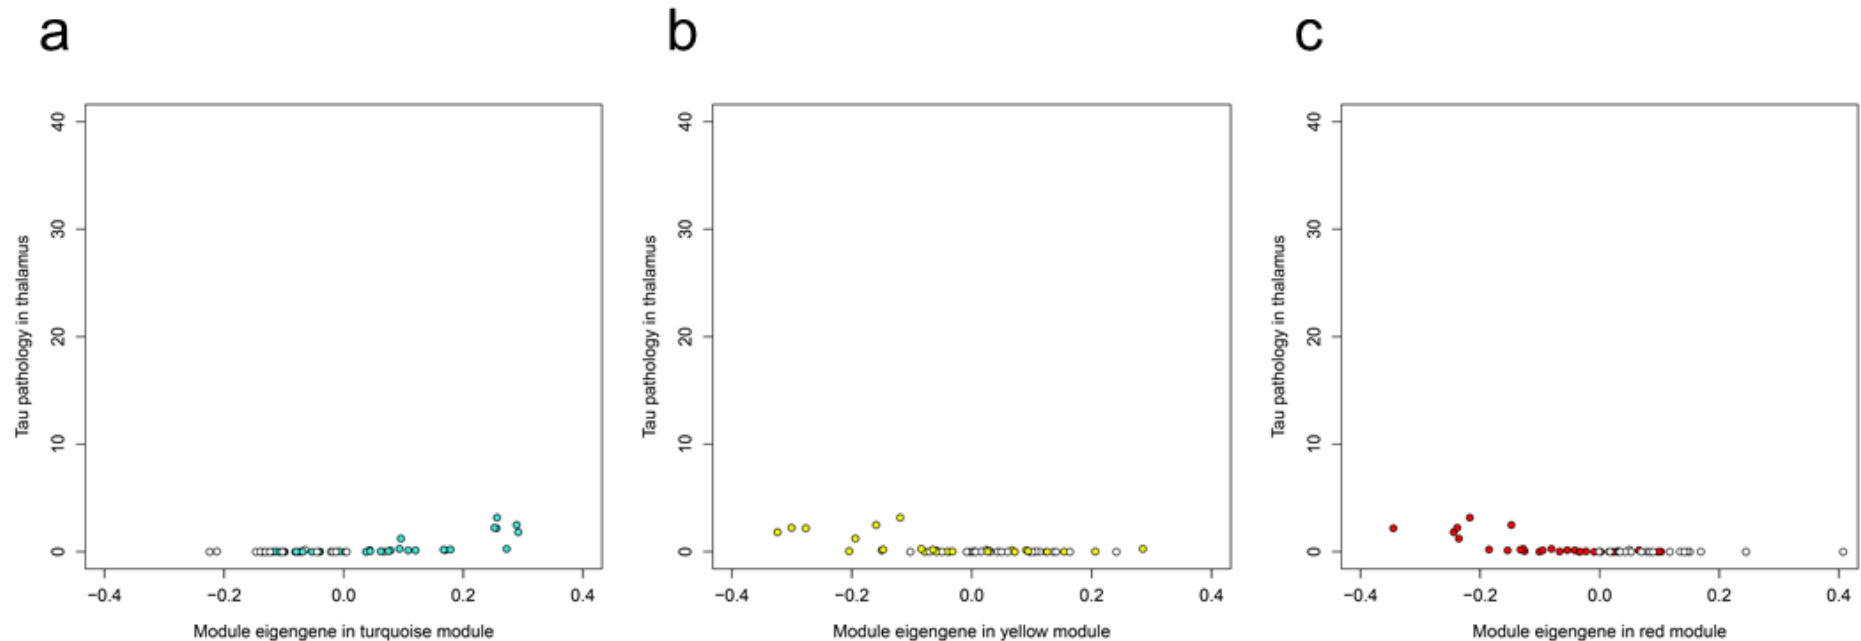 a
b
c
40
30
20
10
0
Tau pathology in thalamus
−0.4 −0.2 0.0 0.2 0.4
Module eigengene in turquoise module
40
30
20
10
0
Tau pathology in thalamus
−0.4 −0.2 0.0 0.2 0.4
Module eigengene in yellow module
40
30
20
10
0
Tau pathology in thalamus
−0.4 −0.2 0.0 0.2 0.4
Module eigengene in red module